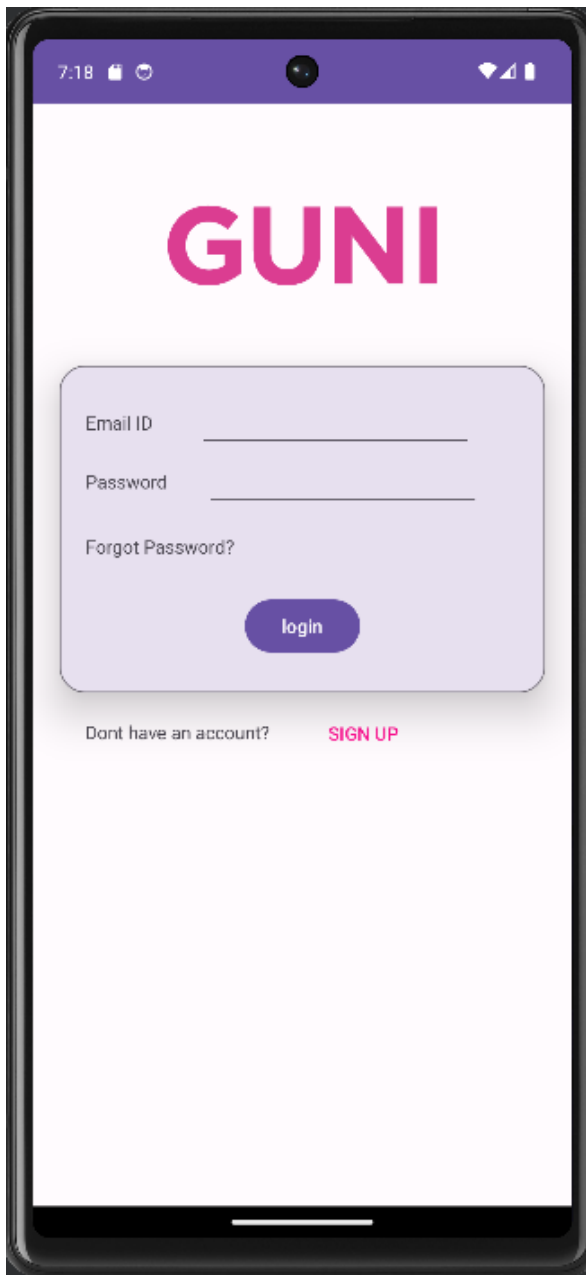 7:18
GUNI
Email ID
Password
Forgot Password?
login
Dont have an account? SIGN UP